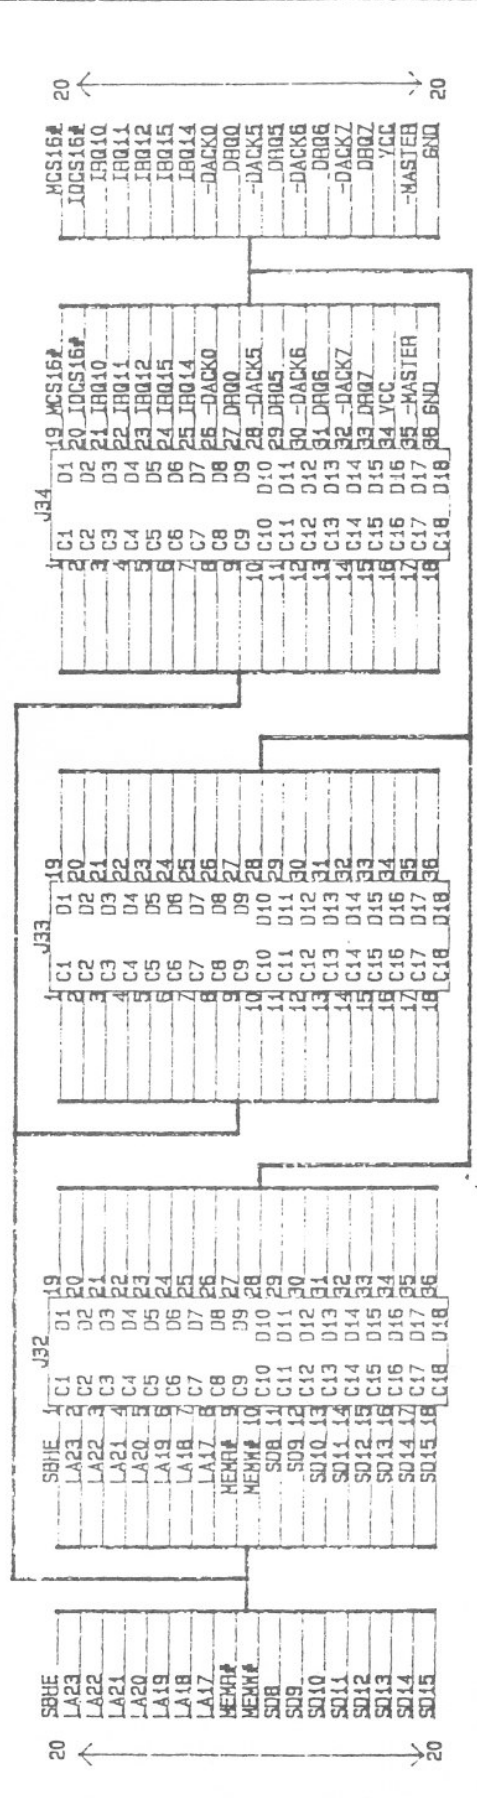 20
MCS16#
IOCS16#
IRQ10
IRQ11
IRQ12
IRQ15
IRQ14
-DACK0
DRQ0
-DACK5
DRQ5
-DACK6
DRQ6
-DACK7
DRQ7
VCC
-MASTER
GND
20
J34
1 C1 D1 19 MCS16#
2 C2 D2 20 IOCS16#
3 C3 D3 21 IRQ10
4 C4 D4 22 IRQ11
5 C5 D5 23 IRQ12
6 C6 D6 24 IRQ15
7 C7 D7 25 IRQ14
8 C8 D8 26 -DACK0
9 C9 D9 27 DRQ0
10 C10 D10 28 -DACK5
11 C11 D11 29 DRQ5
12 C12 D12 30 -DACK6
13 C13 D13 31 DRQ6
14 C14 D14 32 -DACK7
15 C15 D15 33 DRQ7
16 C16 D16 34 VCC
17 C17 D17 35 -MASTER
18 C18 D18 36 GND
J33
1 C1 D1 19
2 C2 D2 20
3 C3 D3 21
4 C4 D4 22
5 C5 D5 23
6 C6 D6 24
7 C7 D7 25
8 C8 D8 26
9 C9 D9 27
10 C10 D10 28
11 C11 D11 29
12 C12 D12 30
13 C13 D13 31
14 C14 D14 32
15 C15 D15 33
16 C16 D16 34
17 C17 D17 35
18 C18 D18 36
J32
SBHE 1 C1 D1 19
LA23 2 C2 D2 20
LA22 3 C3 D3 21
LA21 4 C4 D4 22
LA20 5 C5 D5 23
LA19 6 C6 D6 24
LA18 7 C7 D7 25
LA17 8 C8 D8 26
MEMR# 9 C9 D9 27
MEMW# 10 C10 D10 28
SD8 11 C11 D11 29
SD9 12 C12 D12 30
SD10 13 C13 D13 31
SD11 14 C14 D14 32
SD12 15 C15 D15 33
SD13 16 C16 D16 34
SD14 17 C17 D17 35
SD15 18 C18 D18 36
20
SBHE
LA23
LA22
LA21
LA20
LA19
LA18
LA17
MEMR#
MEMW#
SD8
SD9
SD10
SD11
SD12
SD13
SD14
SD15
20